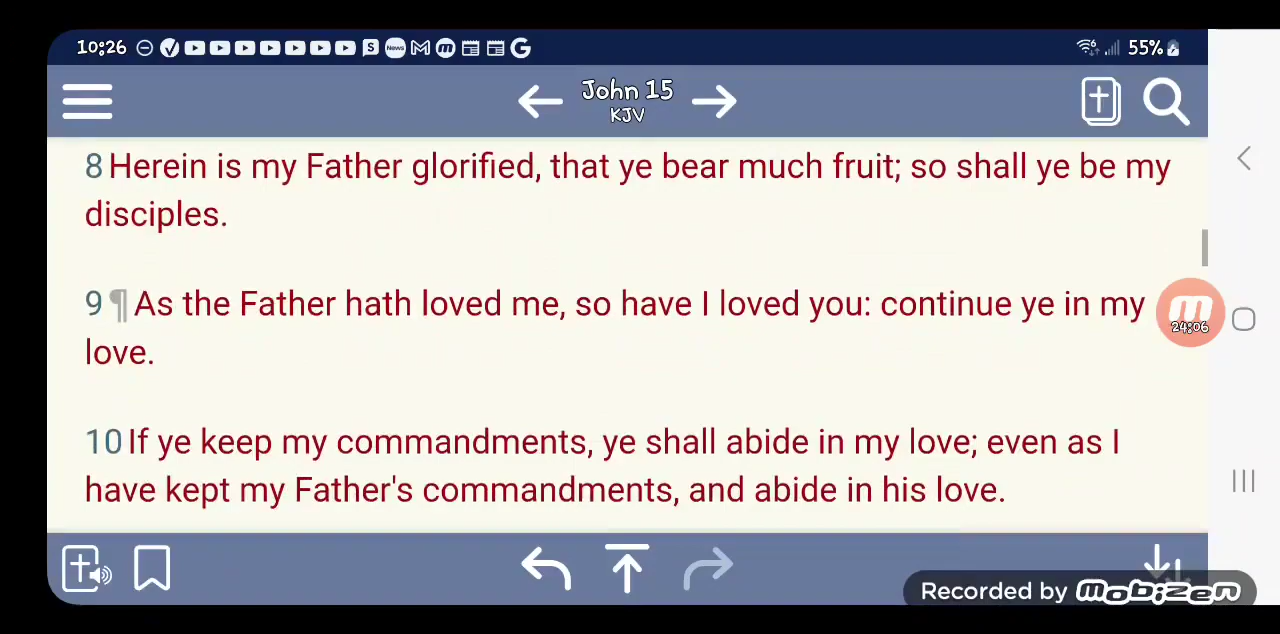 10:26 S News M m G 6 55%
John 15
KJV
8 Herein is my Father glorified, that ye bear much fruit; so shall ye be my
disciples.
9 ¶ As the Father hath loved me, so have I loved you: continue ye in my
love.
m
24:06
10 If ye keep my commandments, ye shall abide in my love; even as I
have kept my Father's commandments, and abide in his love.
Recorded by mobizen